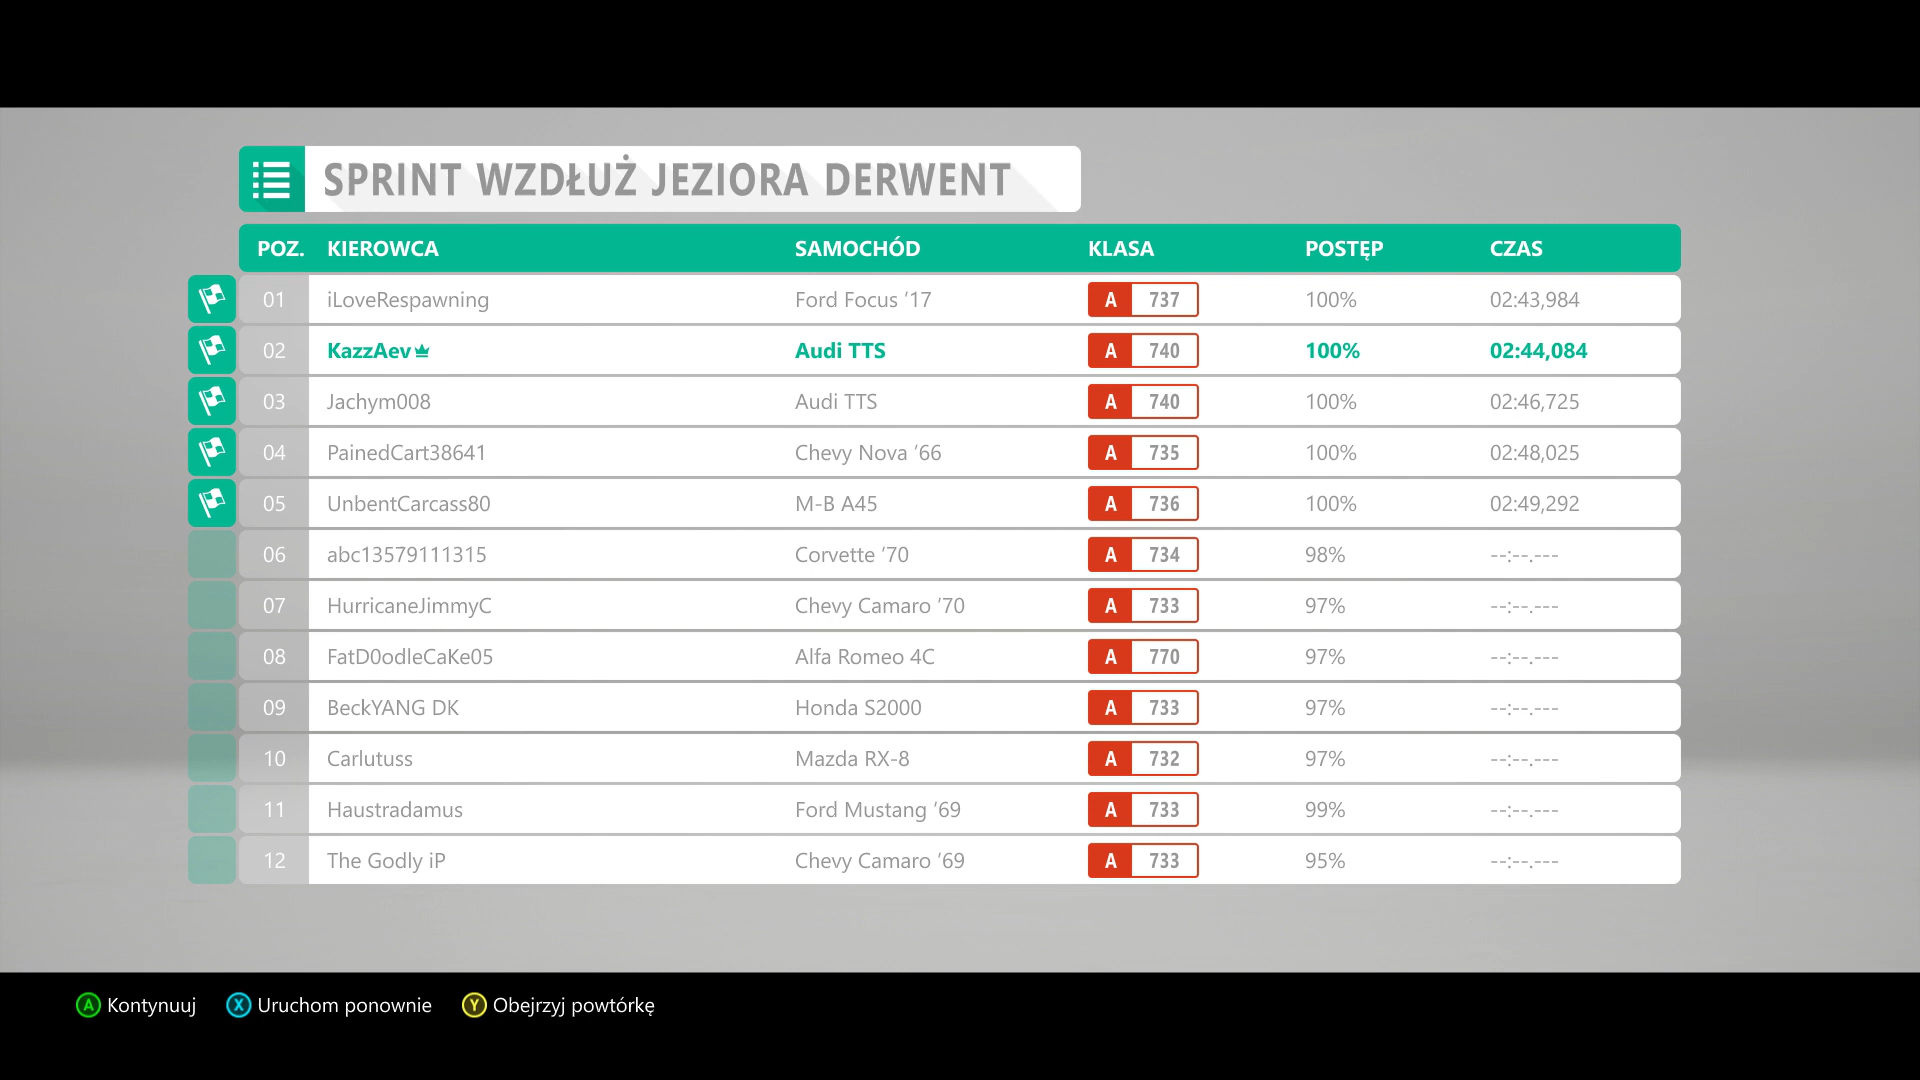 SPRINT WZDŁUŻ JEZIORA DERWENT
POZ. KIEROWCA SAMOCHÓD KLASA POSTĘP CZAS
01 iLoveRespawning Ford Focus '17 A 737 100% 02:43,984
02 KazzAev Audi TTS A 740 100% 02:44,084
03 Jachym008 Audi TTS A 740 100% 02:46,725
04 PainedCart38641 Chevy Nova '66 A 735 100% 02:48,025
05 UnbentCarcass80 M-B A45 A 736 100% 02:49,292
06 abc13579111315 Corvette '70 A 734 98% --:--.---
07 HurricaneJimmyC Chevy Camaro '70 A 733 97% --:--.---
08 FatD0odleCaKe05 Alfa Romeo 4C A 770 97% --:--.---
09 BeckYANG DK Honda S2000 A 733 97% --:--.---
10 Carlutuss Mazda RX-8 A 732 97% --:--.---
11 Haustradamus Ford Mustang '69 A 733 99% --:--.---
12 The Godly iP Chevy Camaro '69 A 733 95% --:--.---
A Kontynuuj X Uruchom ponownie Y Obejrzyj powtórkę